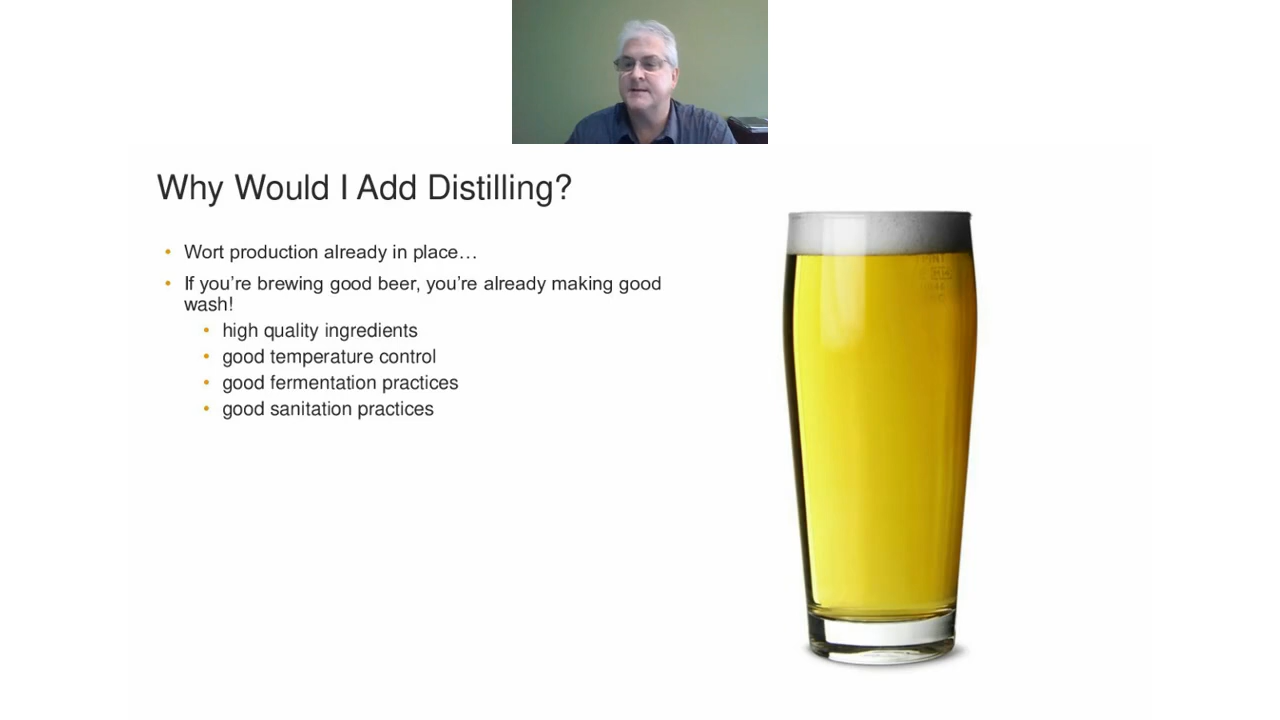 Why Would I Add Distilling?
• Wort production already in place…
• If you’re brewing good beer, you’re already making good
wash!
• high quality ingredients
• good temperature control
• good fermentation practices
• good sanitation practices